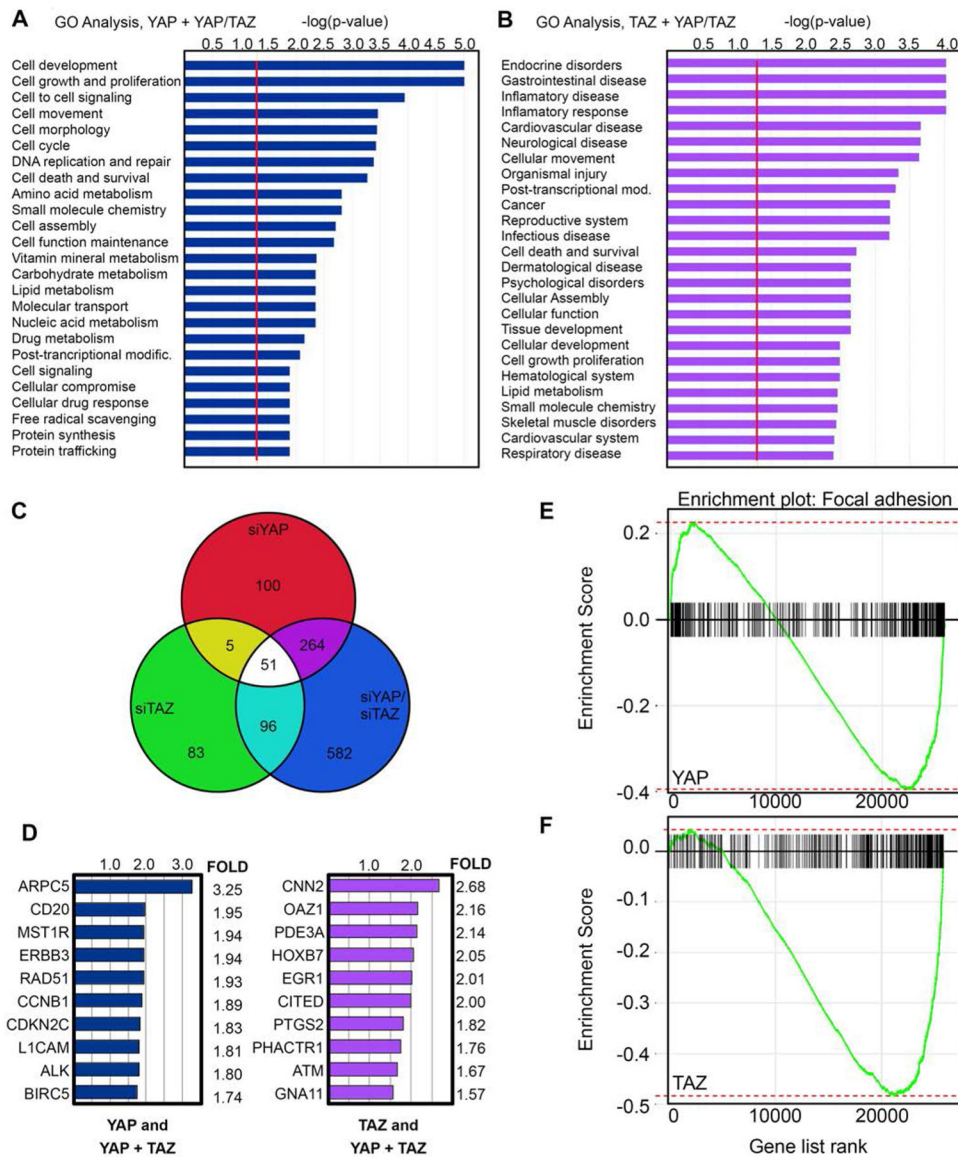 A
GO Analysis, YAP + YAP/TAZ
-log(p-value)
0.5 1.0 1.3 2.0 2.5 3.0 3.5 4.0 4.5 5.0
Cell development
Cell growth and proliferation
Cell to cell signaling
Cell movement
Cell morphology
Cell cycle
DNA replication and repair
Cell death and survival
Amino acid metabolism
Small molecule chemistry
Cell assembly
Cell function maintenance
Vitamin mineral metabolism
Carbohydrate metabolism
Lipid metabolism
Molecular transport
Nucleic acid metabolism
Drug metabolism
Post-trancriptional modific.
Cell signaling
Cellular compromise
Cellular drug response
Free radical scavenging
Protein synthesis
Protein trafficking
B
GO Analysis, TAZ + YAP/TAZ
-log(p-value)
0.5 1.0 1.3 2.0 2.5 3.0 3.5 4.0
Endocrine disorders
Gastrointestinal disease
Inflamatory disease
Inflamatory response
Cardiovascular disease
Neurological disease
Cellular movement
Organismal injury
Post-transcriptional mod.
Cancer
Reproductive system
Infectious disease
Cell death and survival
Dermatological disease
Psychological disorders
Cellular Assembly
Cellular function
Tissue development
Cellular development
Cell growth proliferation
Hematological system
Lipid metabolism
Small molecule chemistry
Skeletal muscle disorders
Cardiovascular system
Respiratory disease
C
siYAP
100
5
51
264
siTAZ
siYAP/
siTAZ
96
83
582
D
1.0 2.0 3.0 FOLD
ARPC5 3.25
CD20 1.95
MST1R 1.94
ERBB3 1.94
RAD51 1.93
CCNB1 1.89
CDKN2C 1.83
L1CAM 1.81
ALK 1.80
BIRC5 1.74
YAP and
YAP + TAZ
1.0 2.0 FOLD
CNN2 2.68
OAZ1 2.16
PDE3A 2.14
HOXB7 2.05
EGR1 2.01
CITED 2.00
PTGS2 1.82
PHACTR1 1.76
ATM 1.67
GNA11 1.57
TAZ and
YAP + TAZ
E
Enrichment plot: Focal adhesion
Enrinchment Score
0.2
0.0
-0.2
-0.4
YAP
0 10000 20000
F
Enrichment Score
0.0
-0.1
-0.2
-0.3
-0.4
-0.5
TAZ
0 10000 20000
Gene list rank